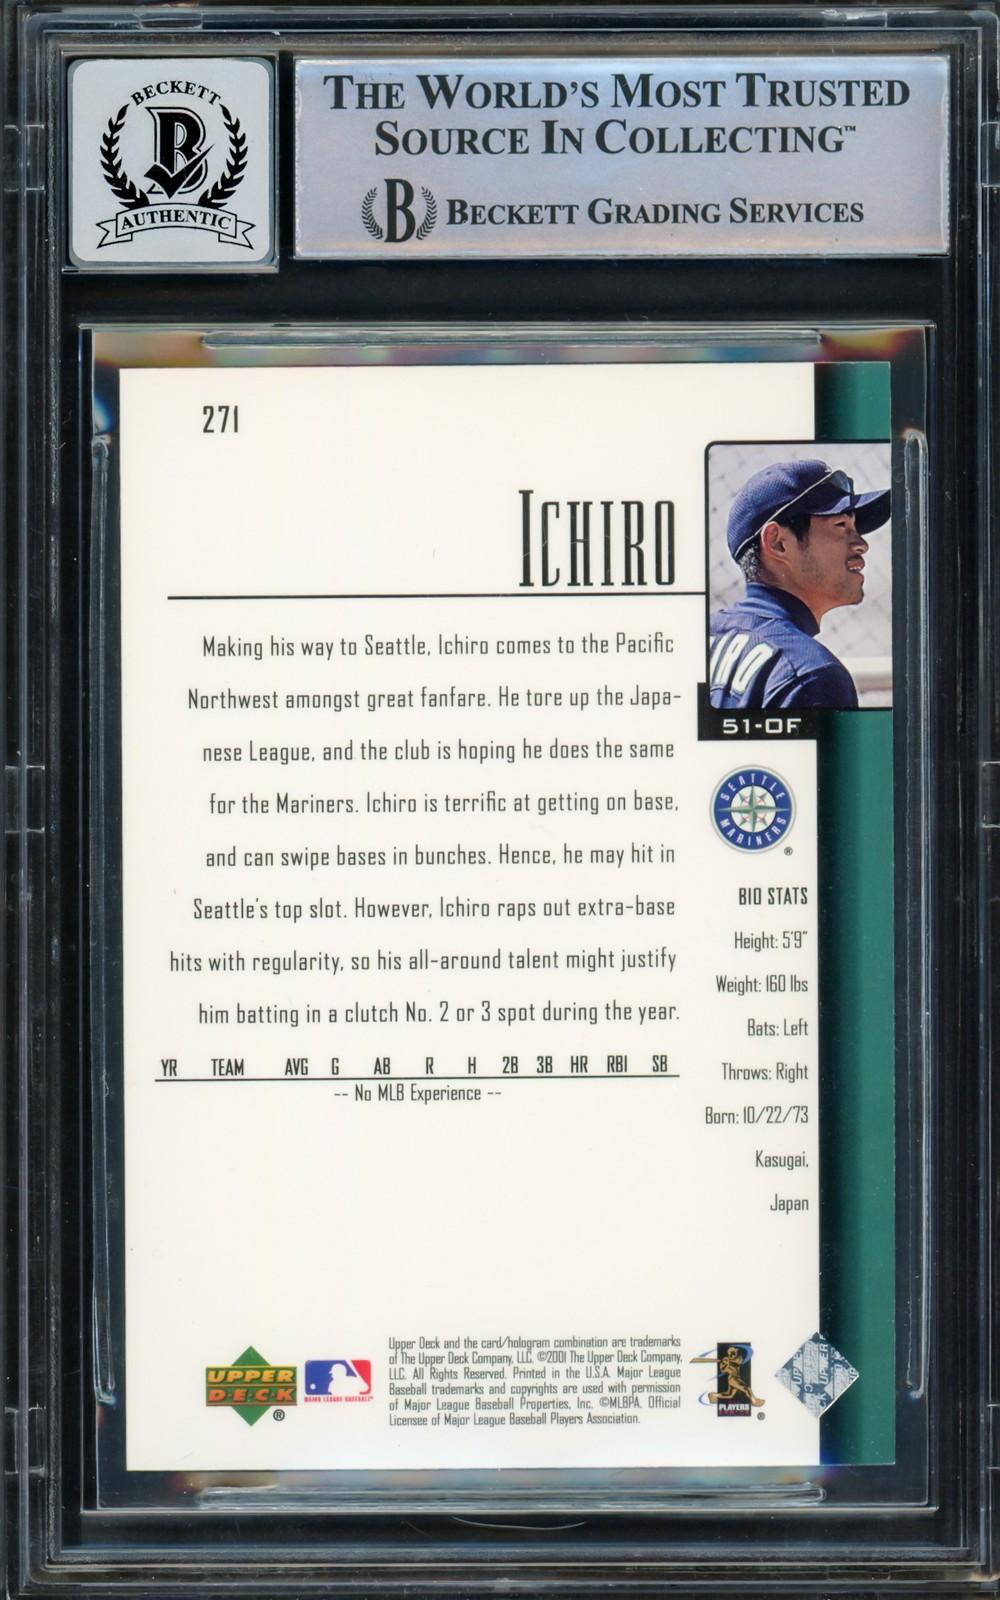 BECKETT
AUTHENTIC
THE WORLD'S MOST TRUSTED
SOURCE IN COLLECTING™
B BECKETT GRADING SERVICES
271
ICHIRO
Making his way to Seattle, Ichiro comes to the Pacific
Northwest amongst great fanfare. He tore up the Japa-
nese League, and the club is hoping he does the same
for the Mariners. Ichiro is terrific at getting on base,
and can swipe bases in bunches. Hence, he may hit in
Seattle's top slot. However, Ichiro raps out extra-base
hits with regularity, so his all-around talent might justify
him batting in a clutch No. 2 or 3 spot during the year.
YR TEAM AVG G AB R H 2B 3B HR RBI SB
-- No MLB Experience --
51-OF
SEATTLE
MARINERS
®
BIO STATS
Height: 5'9"
Weight: 160 lbs
Bats: Left
Throws: Right
Born: 10/22/73
Kasugai,
Japan
UPPER
DECK
®
MAJOR LEAGUE BASEBALL
Upper Deck and the card/hologram combination are trademarks
of The Upper Deck Company, LLC. ©2001 The Upper Deck Company,
LLC. All Rights Reserved. Printed in the U.S.A. Major League
Baseball trademarks and copyrights are used with permission
of Major League Baseball Properties, Inc. ©MLBPA. Official
Licensee of Major League Baseball Players Association.
PLAYERS
®
UPPER